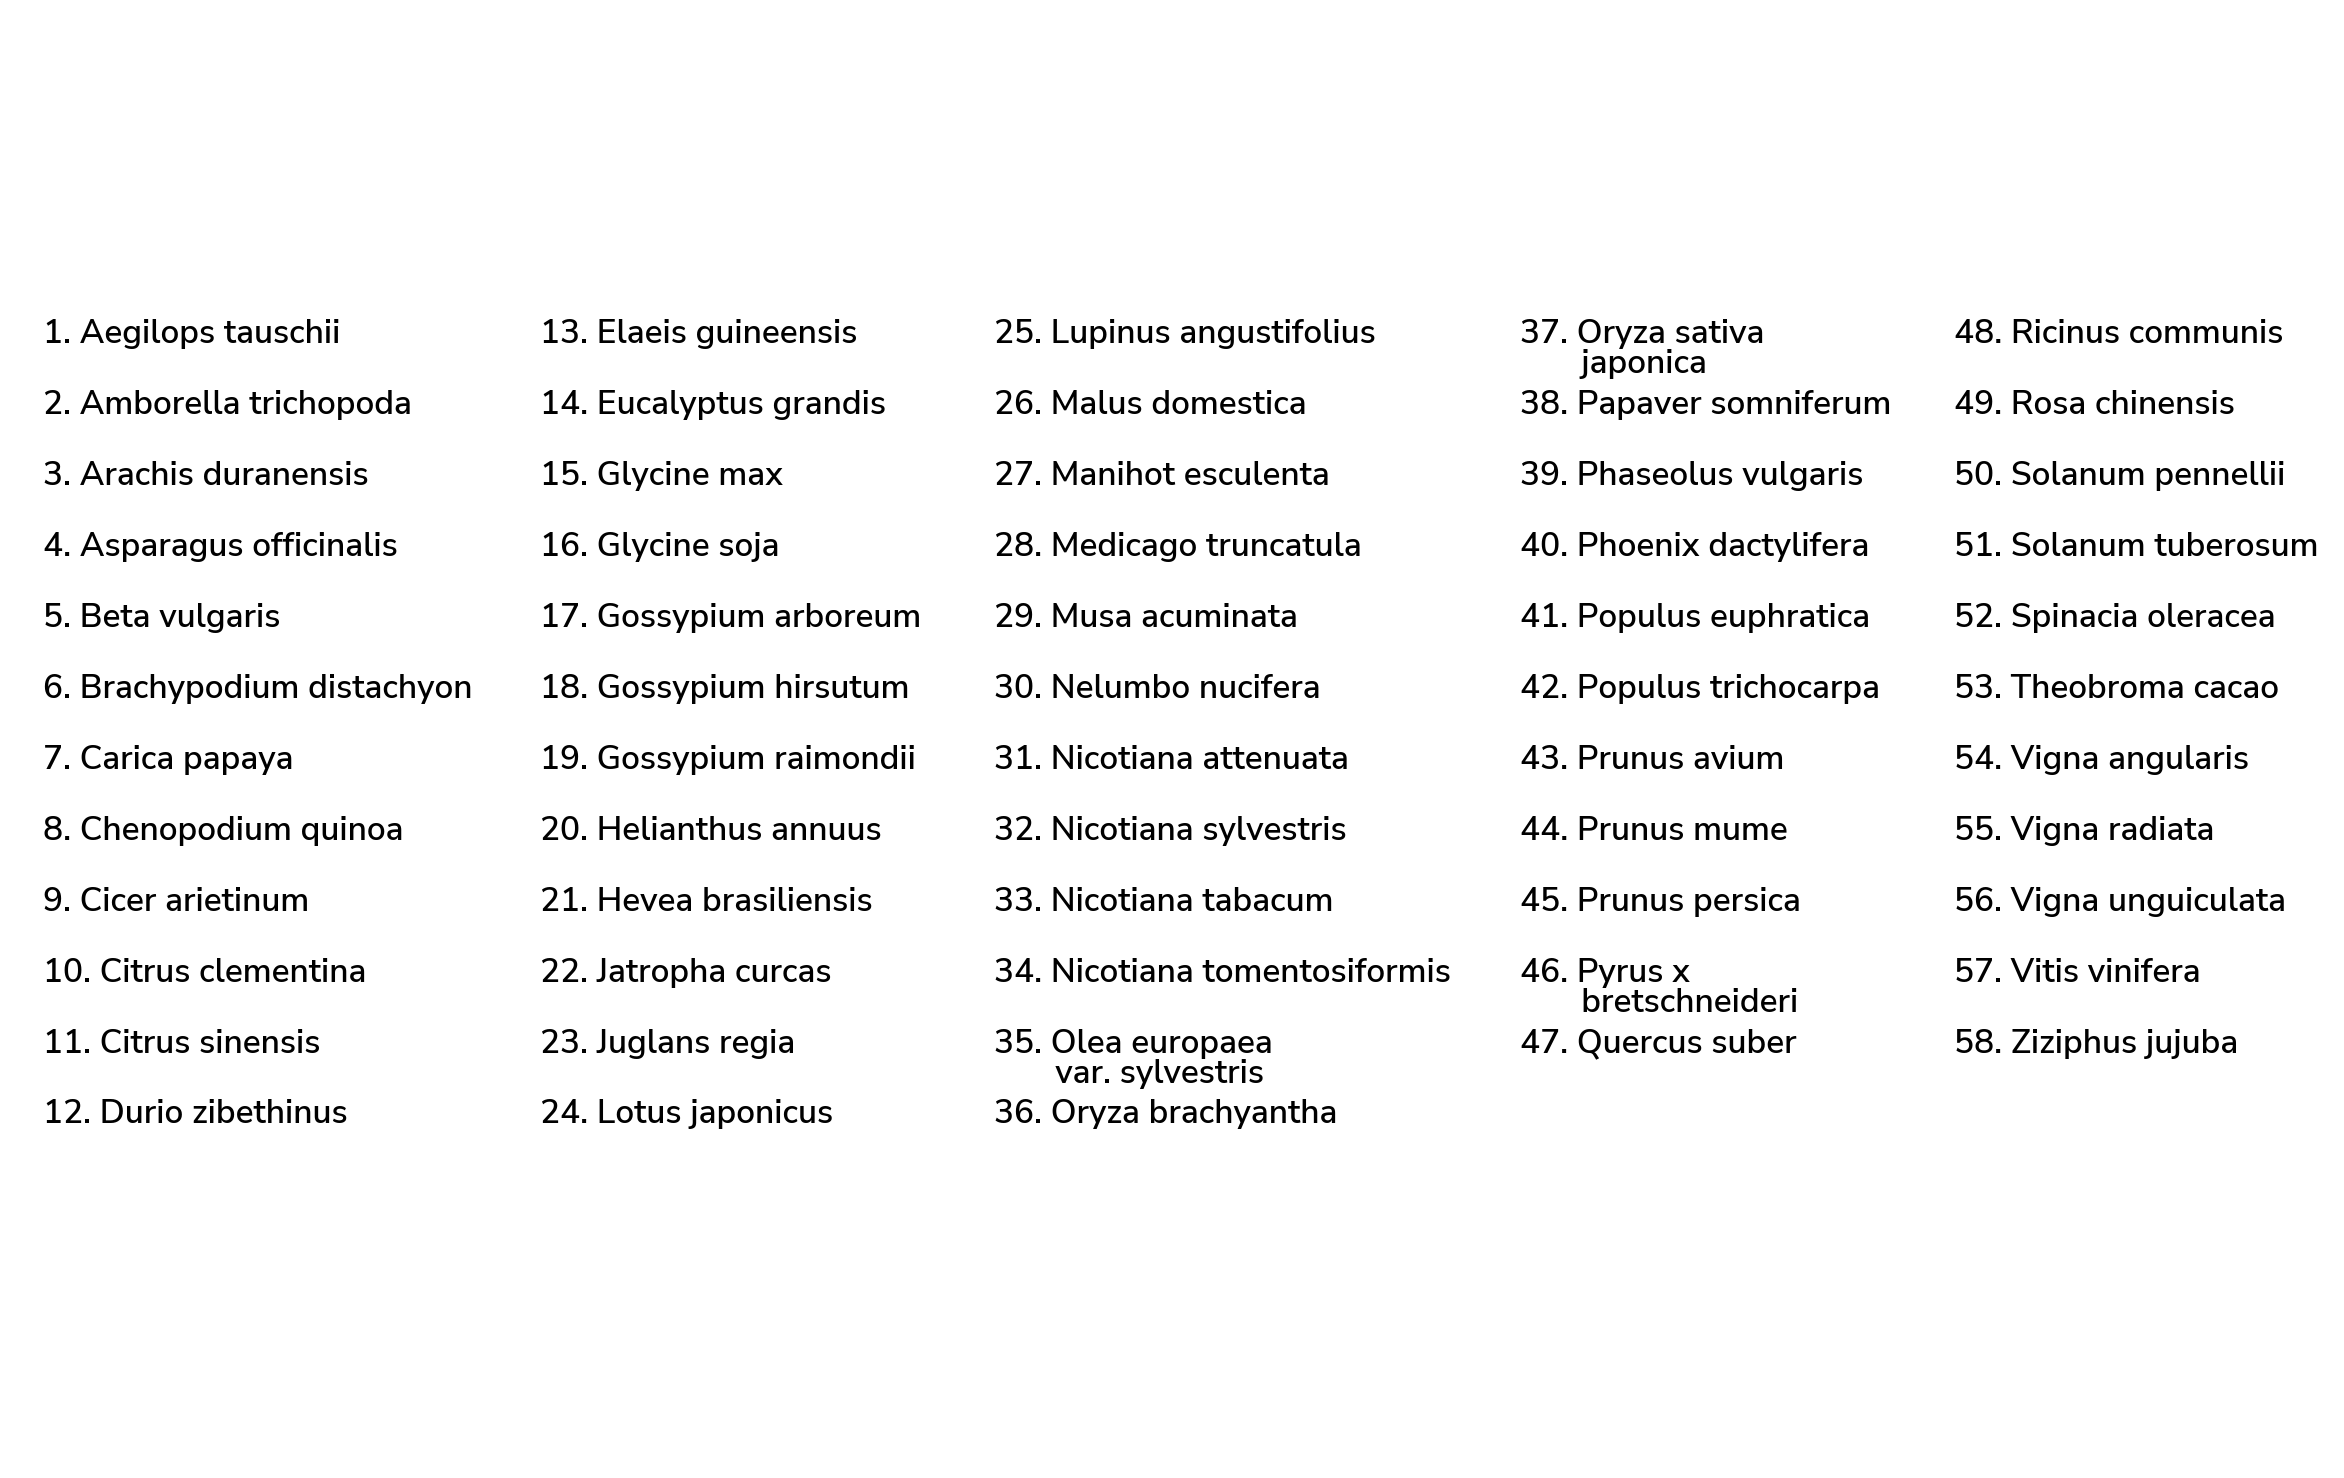 1. Aegilops tauschii
2. Amborella trichopoda
3. Arachis duranensis
4. Asparagus officinalis
5. Beta vulgaris
6. Brachypodium distachyon
7. Carica papaya
8. Chenopodium quinoa
9. Cicer arietinum
10. Citrus clementina
11. Citrus sinensis
12. Durio zibethinus
13. Elaeis guineensis
14. Eucalyptus grandis
15. Glycine max
16. Glycine soja
17. Gossypium arboreum
18. Gossypium hirsutum
19. Gossypium raimondii
20. Helianthus annuus
21. Hevea brasiliensis
22. Jatropha curcas
23. Juglans regia
24. Lotus japonicus
25. Lupinus angustifolius
26. Malus domestica
27. Manihot esculenta
28. Medicago truncatula
29. Musa acuminata
30. Nelumbo nucifera
31. Nicotiana attenuata
32. Nicotiana sylvestris
33. Nicotiana tabacum
34. Nicotiana tomentosiformis
35. Olea europaea
var. sylvestris
36. Oryza brachyantha
37. Oryza sativa
japonica
38. Papaver somniferum
39. Phaseolus vulgaris
40. Phoenix dactylifera
41. Populus euphratica
42. Populus trichocarpa
43. Prunus avium
44. Prunus mume
45. Prunus persica
46. Pyrus x
bretschneideri
47. Quercus suber
48. Ricinus communis
49. Rosa chinensis
50. Solanum pennellii
51. Solanum tuberosum
52. Spinacia oleracea
53. Theobroma cacao
54. Vigna angularis
55. Vigna radiata
56. Vigna unguiculata
57. Vitis vinifera
58. Ziziphus jujuba